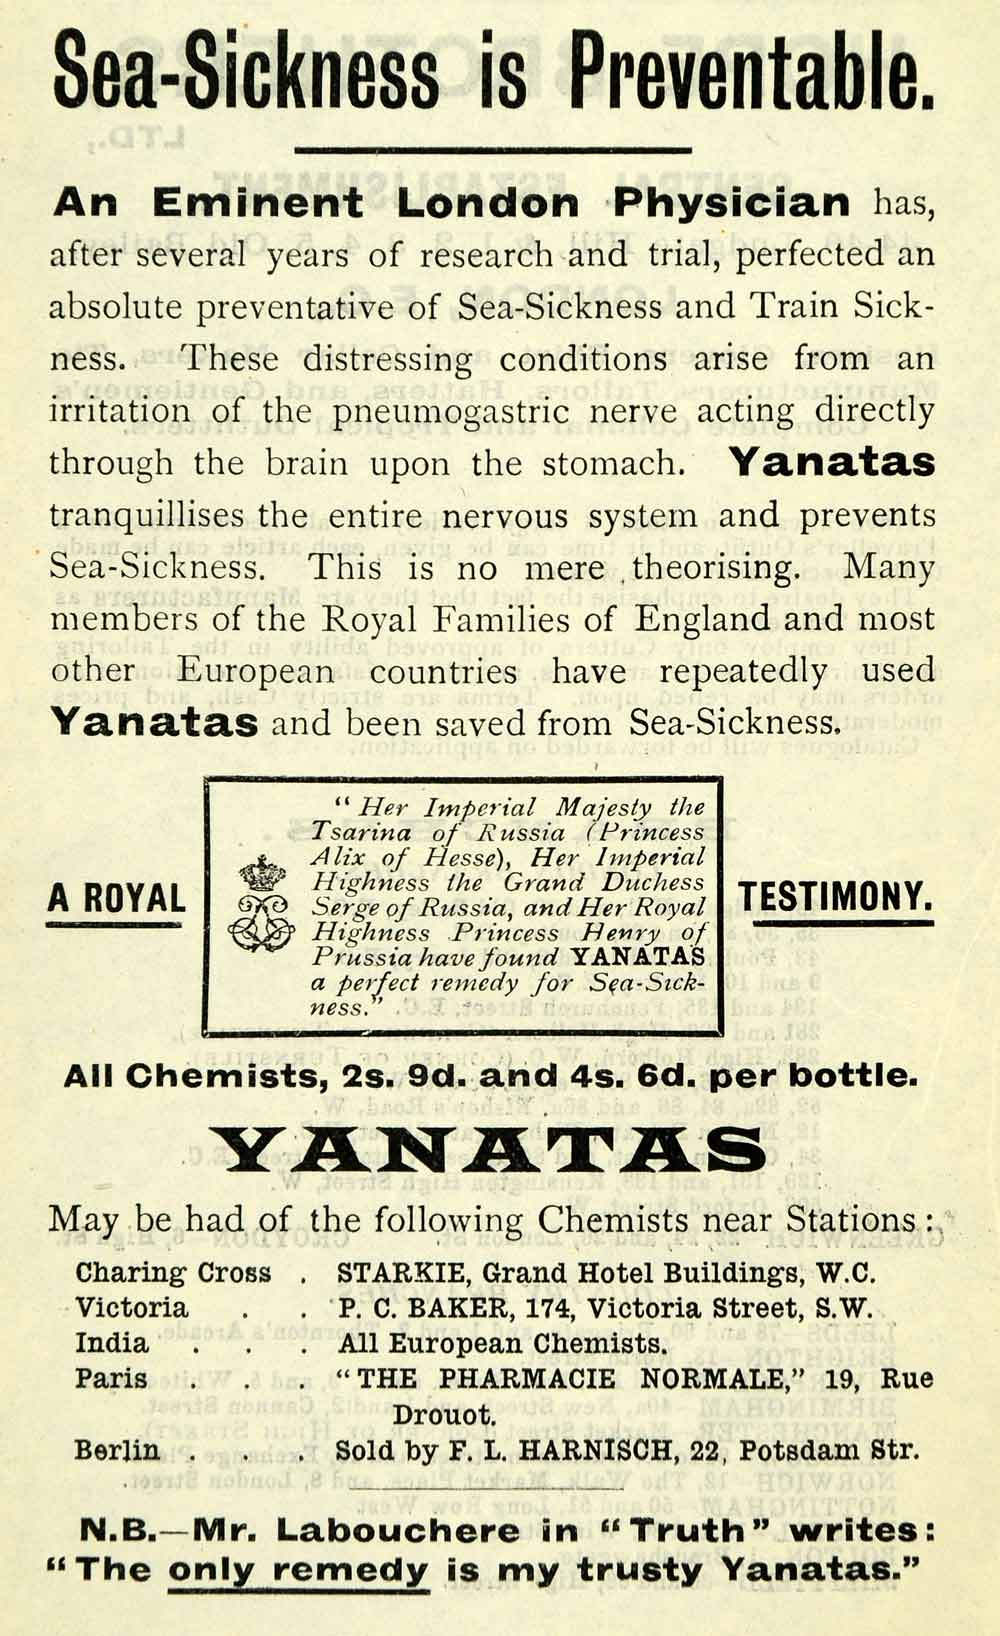 Sea-Sickness is Preventable.
An Eminent London Physician has,
after several years of research and trial, perfected an
absolute preventative of Sea-Sickness and Train Sick-
ness. These distressing conditions arise from an
irritation of the pneumogastric nerve acting directly
through the brain upon the stomach. Yanatas
tranquillises the entire nervous system and prevents
Sea-Sickness. This is no mere theorising. Many
members of the Royal Families of England and most
other European countries have repeatedly used
Yanatas and been saved from Sea-Sickness.
A ROYAL
"Her Imperial Majesty the
Tsarina of Russia (Princess
Alix of Hesse), Her Imperial
Highness the Grand Duchess
Serge of Russia, and Her Royal
Highness Princess Henry of
Prussia have found YANATAS
a perfect remedy for Sea-Sick-
ness."
TESTIMONY.
All Chemists, 2s. 9d. and 4s. 6d. per bottle.
YANATAS
May be had of the following Chemists near Stations:
Charing Cross . STARKIE, Grand Hotel Buildings, W.C.
Victoria . . P. C. BAKER, 174, Victoria Street, S.W.
India . . . All European Chemists.
Paris . . . "THE PHARMACIE NORMALE," 19, Rue
Drouot.
Berlin . . . Sold by F. L. HARNISCH, 22, Potsdam Str.
N.B.—Mr. Labouchere in "Truth" writes:
"The only remedy is my trusty Yanatas."